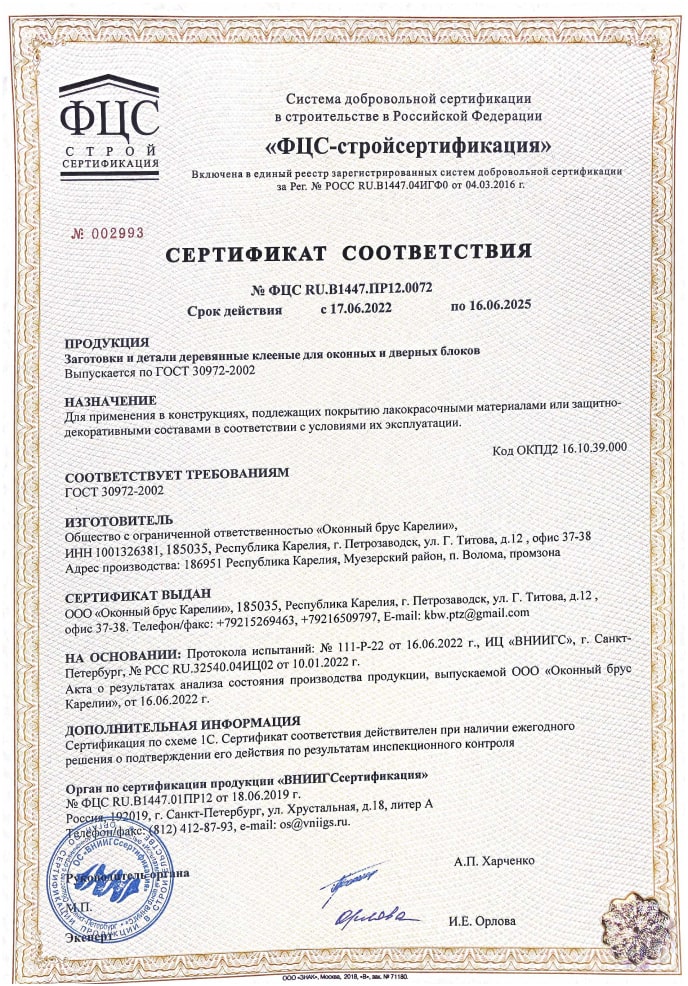 ФЦС
СТРОЙ
СЕРТИФИКАЦИЯ
Система добровольной сертификации
в строительстве в Российской Федерации
«ФЦС-стройсертификация»
Включена в единый реестр зарегистрированных систем добровольной сертификации
за Рег. № РОСС RU.В1447.04ИГФ0 от 04.03.2016 г.
№ 002993
СЕРТИФИКАТ СООТВЕТСТВИЯ
№ ФЦС RU.В1447.ПР12.0072
Срок действия с 17.06.2022 по 16.06.2025
ПРОДУКЦИЯ
Заготовки и детали деревянные клееные для оконных и дверных блоков
Выпускается по ГОСТ 30972-2002
НАЗНАЧЕНИЕ
Для применения в конструкциях, подлежащих покрытию лакокрасочными материалами или защитно-
декоративными составами в соответствии с условиями их эксплуатации.
Код ОКПД2 16.10.39.000
СООТВЕТСТВУЕТ ТРЕБОВАНИЯМ
ГОСТ 30972-2002
ИЗГОТОВИТЕЛЬ
Общество с ограниченной ответственностью «Оконный брус Карелии»,
ИНН 1001326381, 185035, Республика Карелия, г. Петрозаводск, ул. Г. Титова, д.12 , офис 37-38
Адрес производства: 186951 Республика Карелия, Муезерский район, п. Волома, промзона
СЕРТИФИКАТ ВЫДАН
ООО «Оконный брус Карелии», 185035, Республика Карелия, г. Петрозаводск, ул. Г. Титова, д.12 ,
офис 37-38. Телефон/факс: +79215269463, +79216509797, E-mail: kbw.ptz@gmail.com
НА ОСНОВАНИИ: Протокола испытаний: № 111-Р-22 от 16.06.2022 г., ИЦ «ВНИИГС», г. Санкт-
Петербург, № РСС RU.32540.04ИЦ02 от 10.01.2022 г.
Акта о результатах анализа состояния производства продукции, выпускаемой ООО «Оконный брус
Карелии», от 16.06.2022 г.
ДОПОЛНИТЕЛЬНАЯ ИНФОРМАЦИЯ
Сертификация по схеме 1С. Сертификат соответствия действителен при наличии ежегодного
решения о подтверждении его действия по результатам инспекционного контроля
Орган по сертификации продукции «ВНИИГСсертификация»
№ ФЦС RU.В1447.01ПР12 от 18.06.2019 г.
Россия, 192019, г. Санкт-Петербург, ул. Хрустальная, д.18, литер А
Телефон/факс: (812) 412-87-93, e-mail: os@vniigs.ru.
Руководитель органа
А.П. Харченко
М.П.
Орлова
И.Е. Орлова
Эксперт
ОС «ВНИИГСсертификация»
ООО «ЗНАК», Москва, 2018, «В», зак. № 71180.